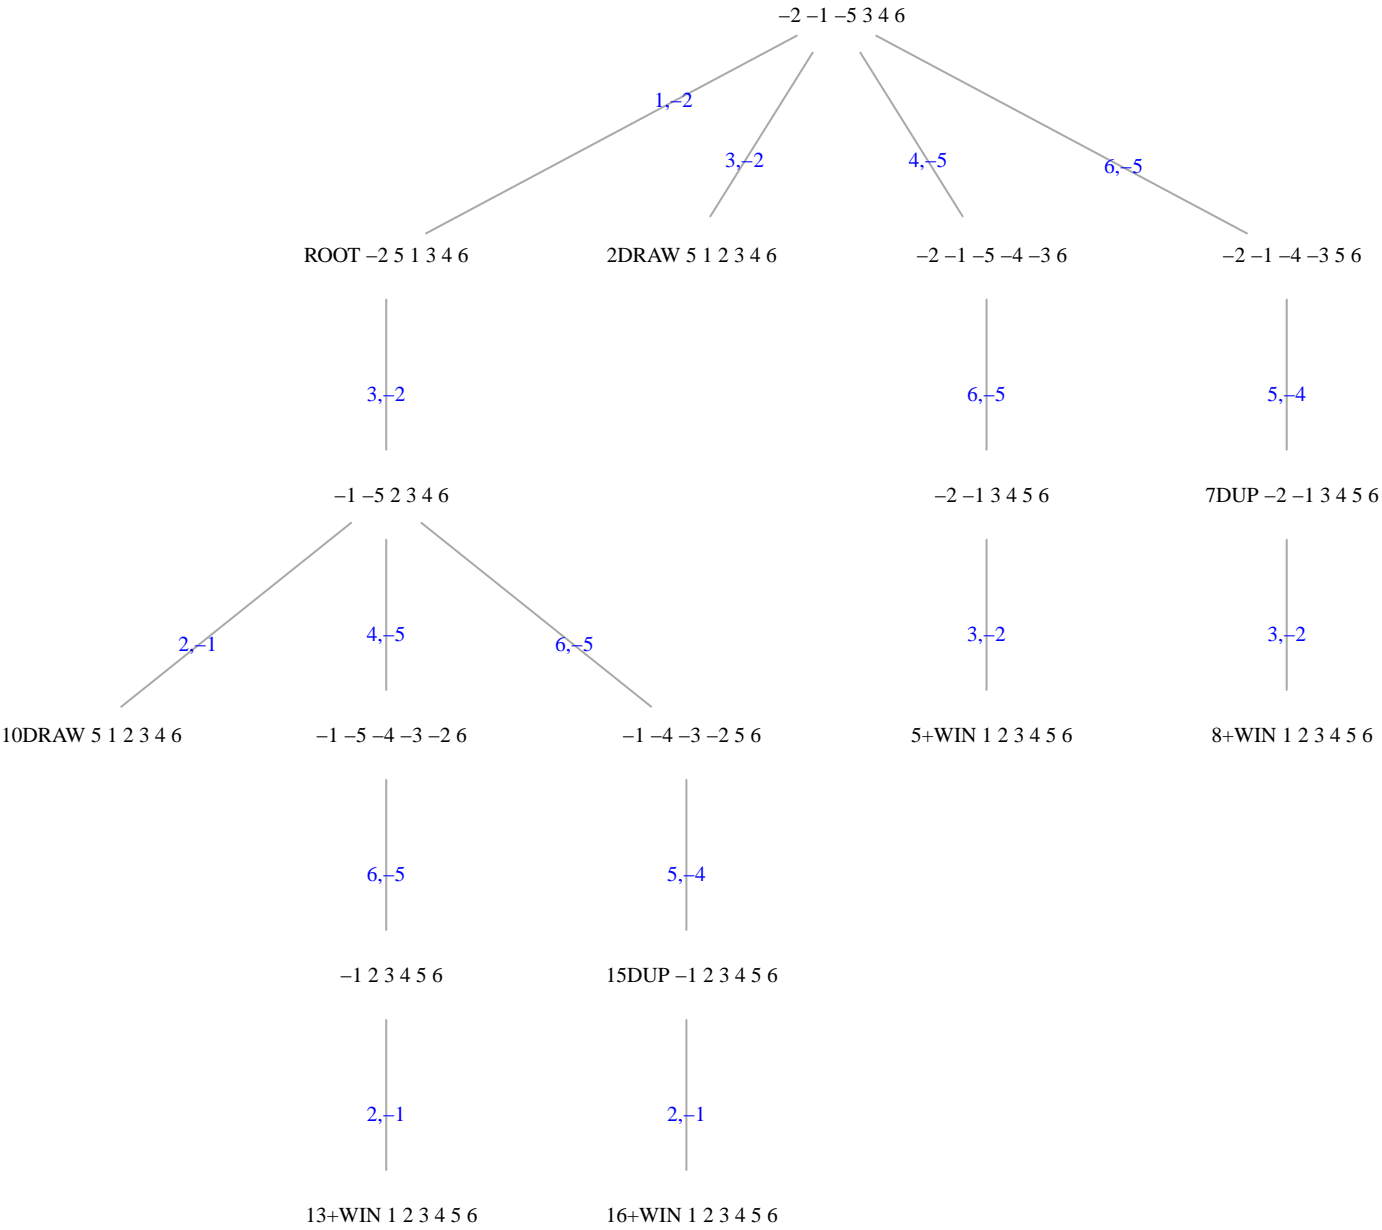 −2 −1 −5 3 4 6
1,−2
3,−2
4,−5
6,−5
ROOT −2 5 1 3 4 6
2DRAW 5 1 2 3 4 6
−2 −1 −5 −4 −3 6
−2 −1 −4 −3 5 6
3,−2
6,−5
5,−4
−1 −5 2 3 4 6
−2 −1 3 4 5 6
7DUP −2 −1 3 4 5 6
2,−1
4,−5
6,−5
3,−2
3,−2
10DRAW 5 1 2 3 4 6
−1 −5 −4 −3 −2 6
−1 −4 −3 −2 5 6
5+WIN 1 2 3 4 5 6
8+WIN 1 2 3 4 5 6
6,−5
5,−4
−1 2 3 4 5 6
15DUP −1 2 3 4 5 6
2,−1
2,−1
13+WIN 1 2 3 4 5 6
16+WIN 1 2 3 4 5 6